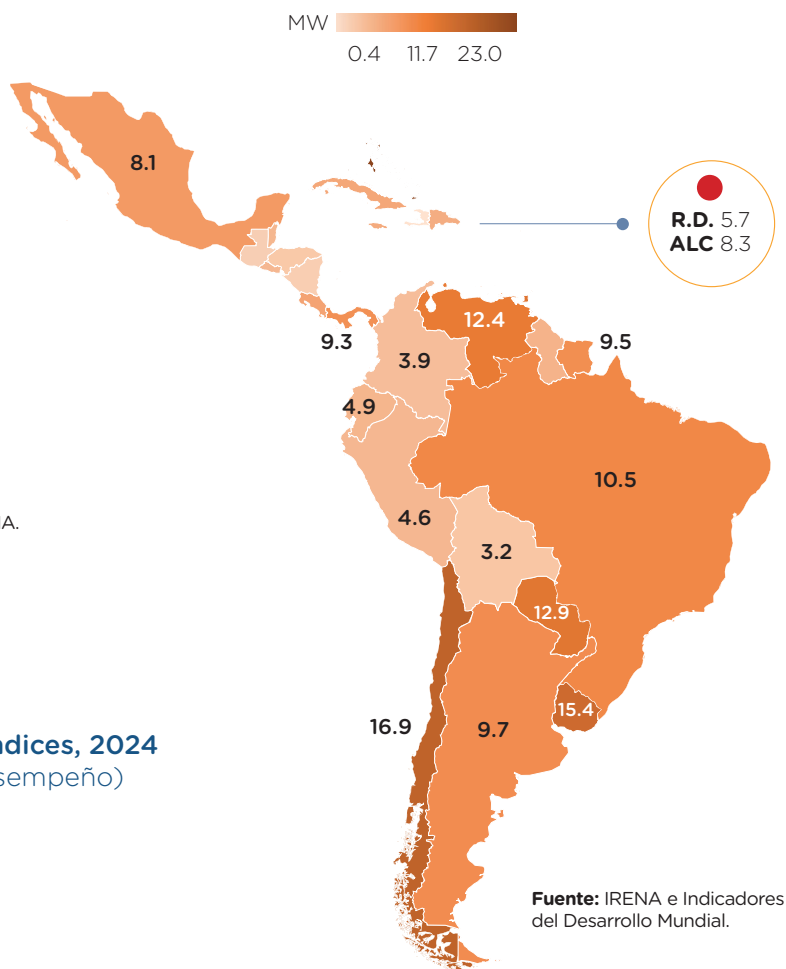 MW
0.4 11.7 23.0
8.1
R.D. 5.7
ALC 8.3
12.4
9.3
9.5
3.9
4.9
10.5
4.6
A.
3.2
12.9
15.4
16.9
9.7
ndices, 2024
sempeño)
Fuente: IRENA e Indicadores
del Desarrollo Mundial.